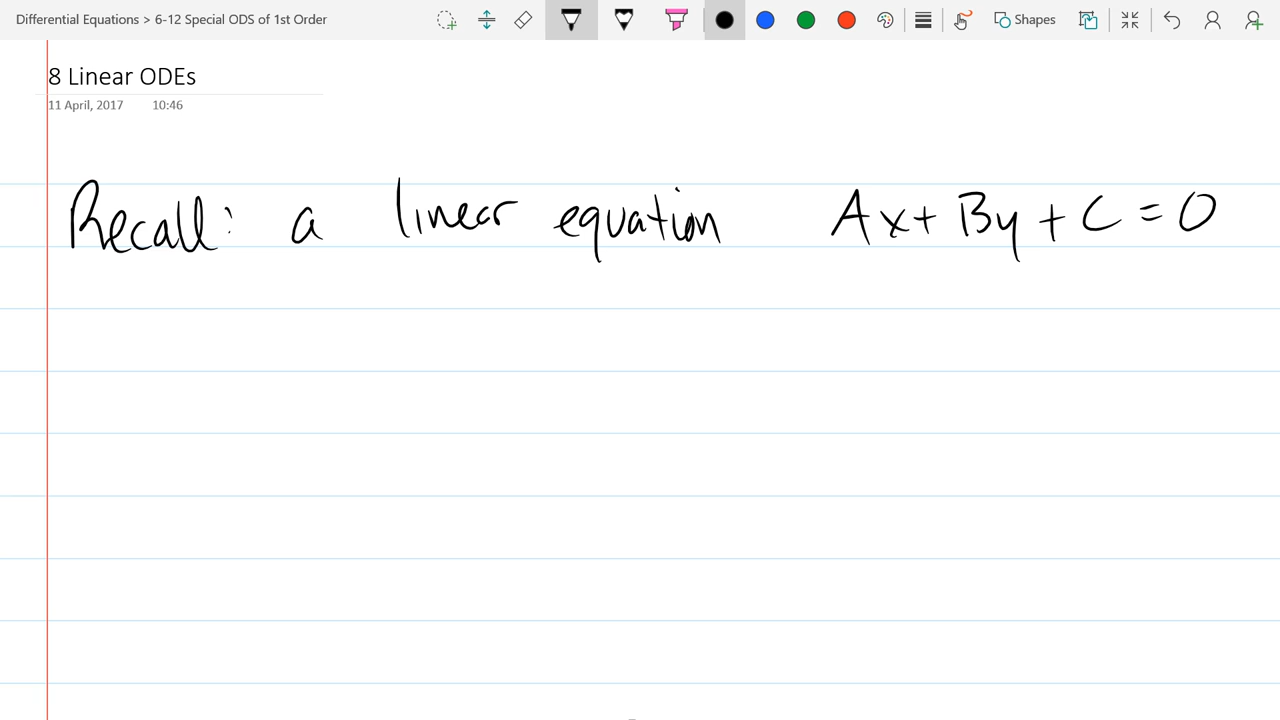 Differential Equations > 6-12 Special ODS of 1st Order
Shapes
8 Linear ODEs
11 April, 2017 10:46
Recall: a linear equation Ax + By + C = 0